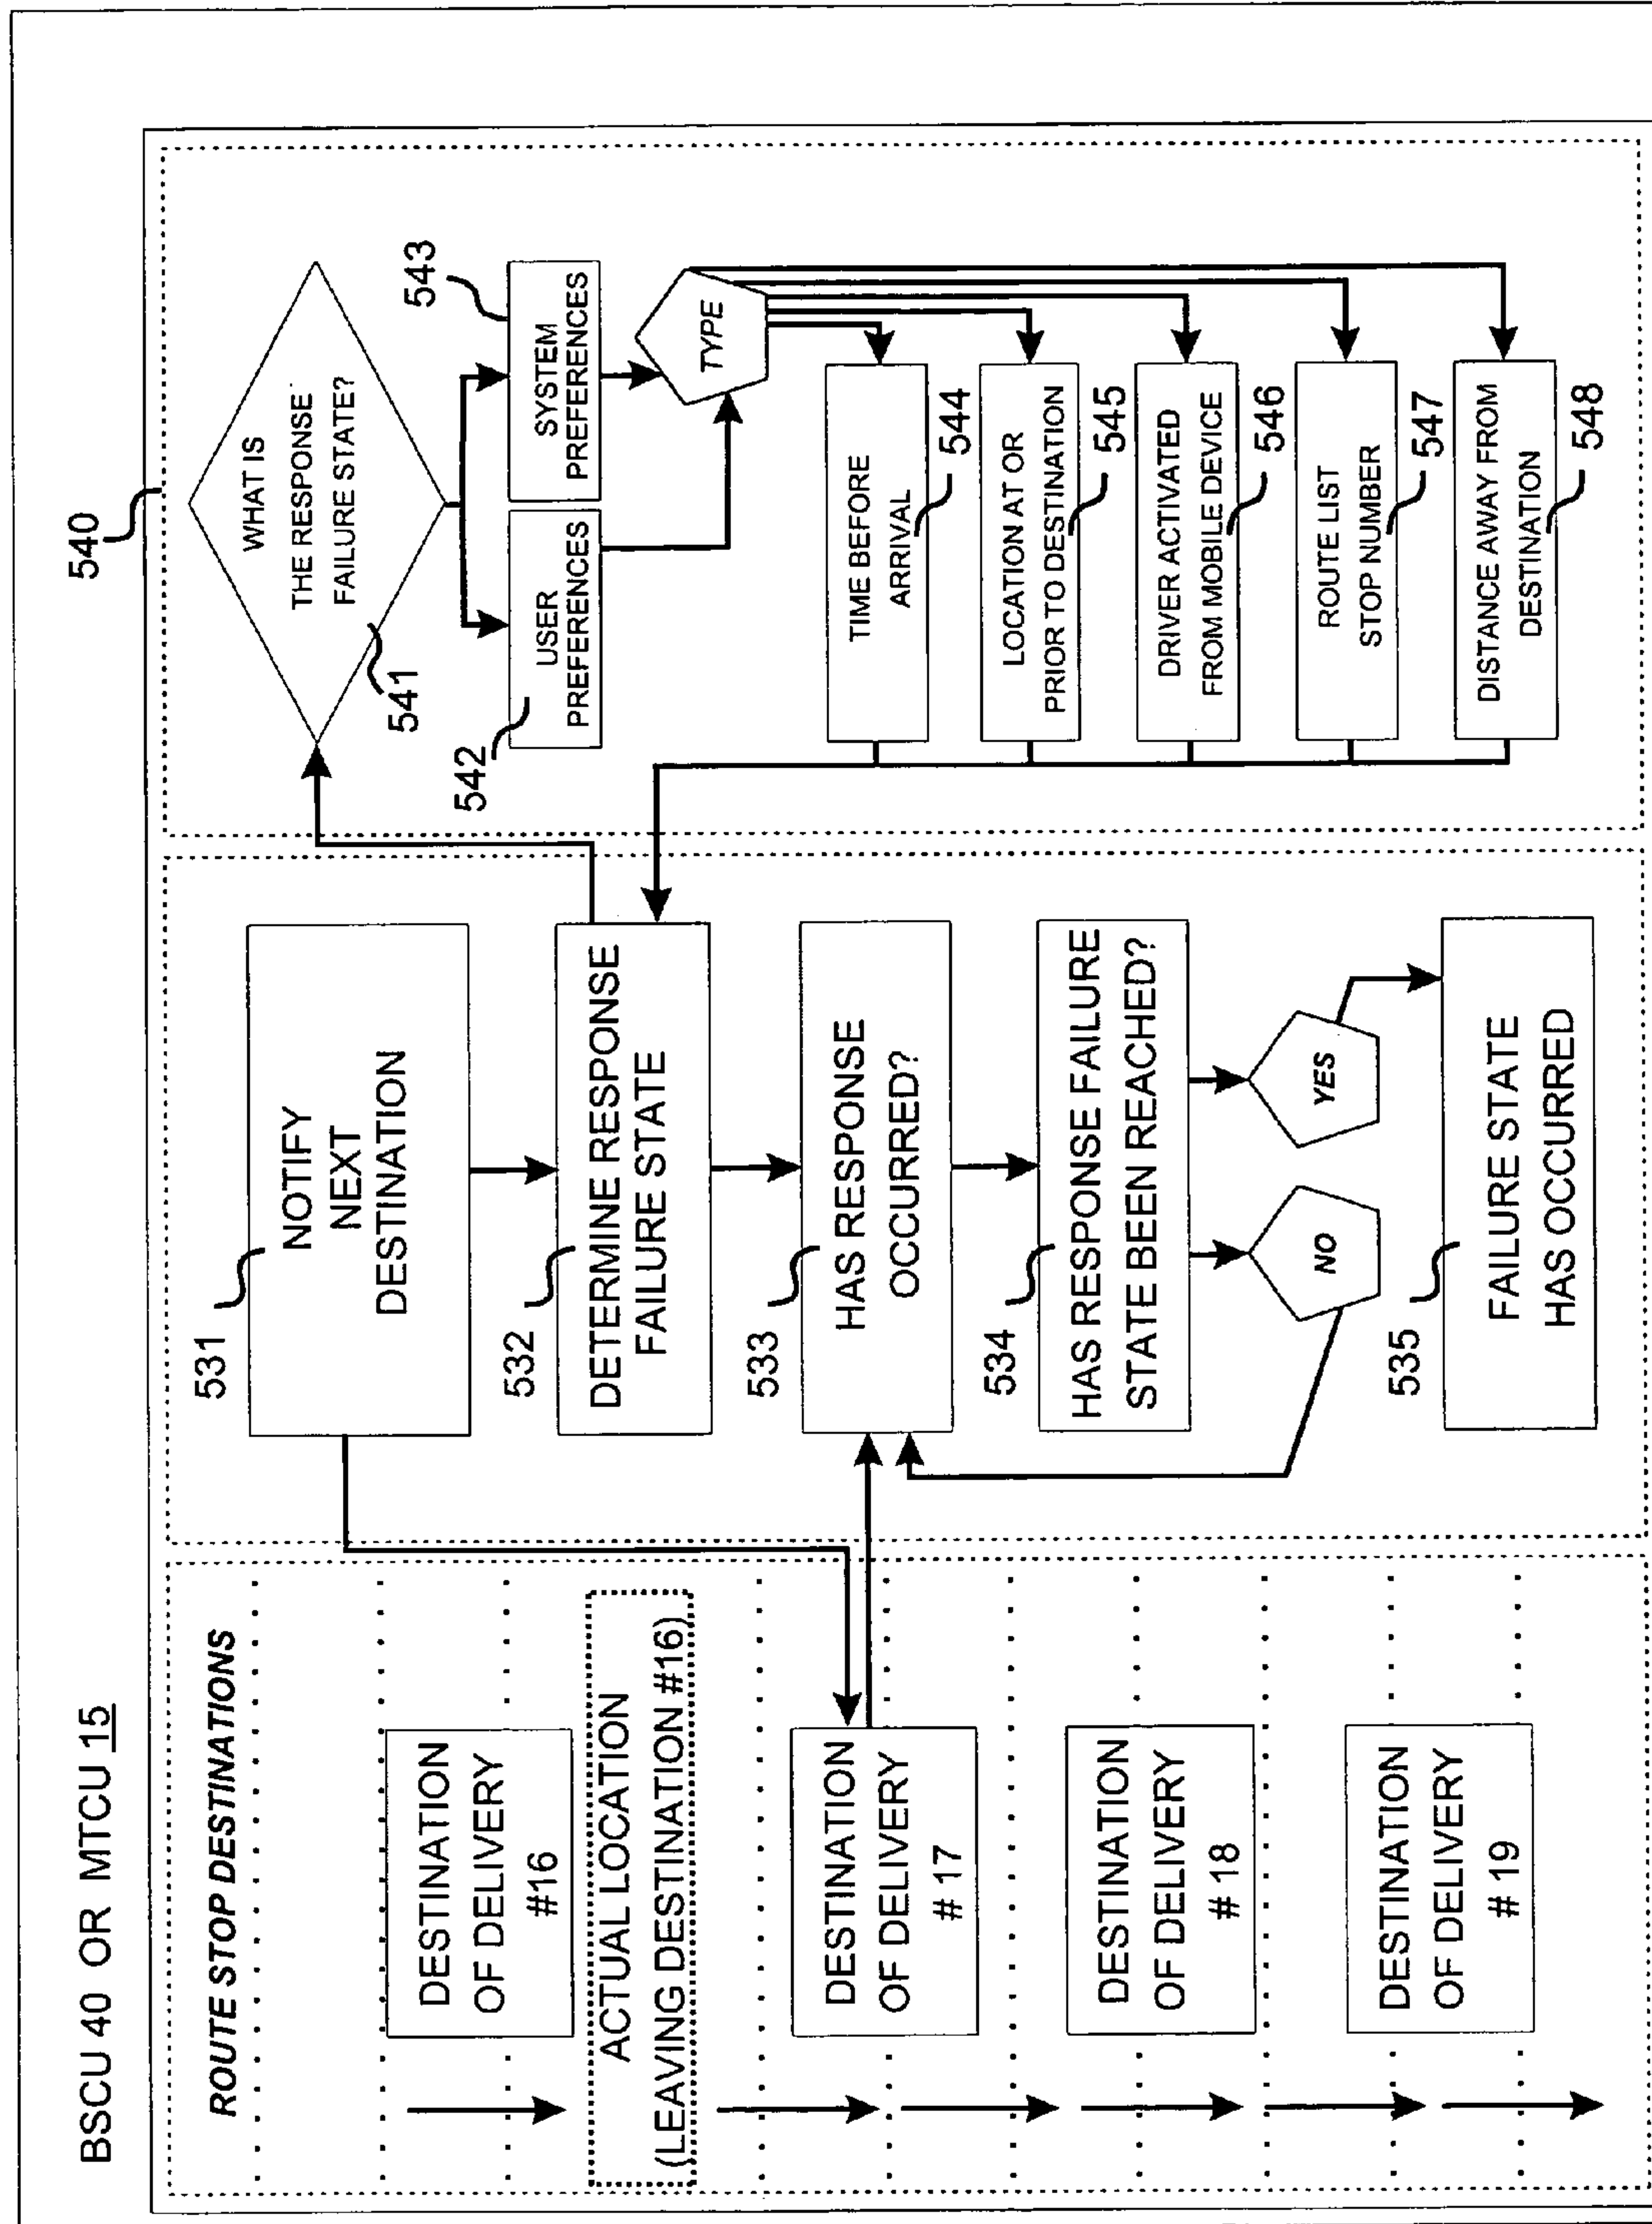 BSCU 40 OR MTCU 15
ROUTE STOP DESTINATIONS
DESTINATION
OF DELIVERY
#16
ACTUAL LOCATION
(LEAVING DESTINATION #16)
DESTINATION
OF DELIVERY
# 17
DESTINATION
OF DELIVERY
# 18
DESTINATION
OF DELIVERY
# 19
531
NOTIFY
NEXT
DESTINATION
532
DETERMINE RESPONSE
FAILURE STATE
533
HAS RESPONSE
OCCURRED?
534
HAS RESPONSE FAILURE
STATE BEEN REACHED?
NO
YES
535
FAILURE STATE
HAS OCCURRED
540
WHAT IS
THE RESPONSE
FAILURE STATE?
541
542
USER
PREFERENCES
543
SYSTEM
PREFERENCES
TYPE
TIME BEFORE
ARRIVAL
544
LOCATION AT OR
PRIOR TO DESTINATION
545
DRIVER ACTIVATED
FROM MOBILE DEVICE
546
ROUTE LIST
STOP NUMBER
547
DISTANCE AWAY FROM
DESTINATION
548